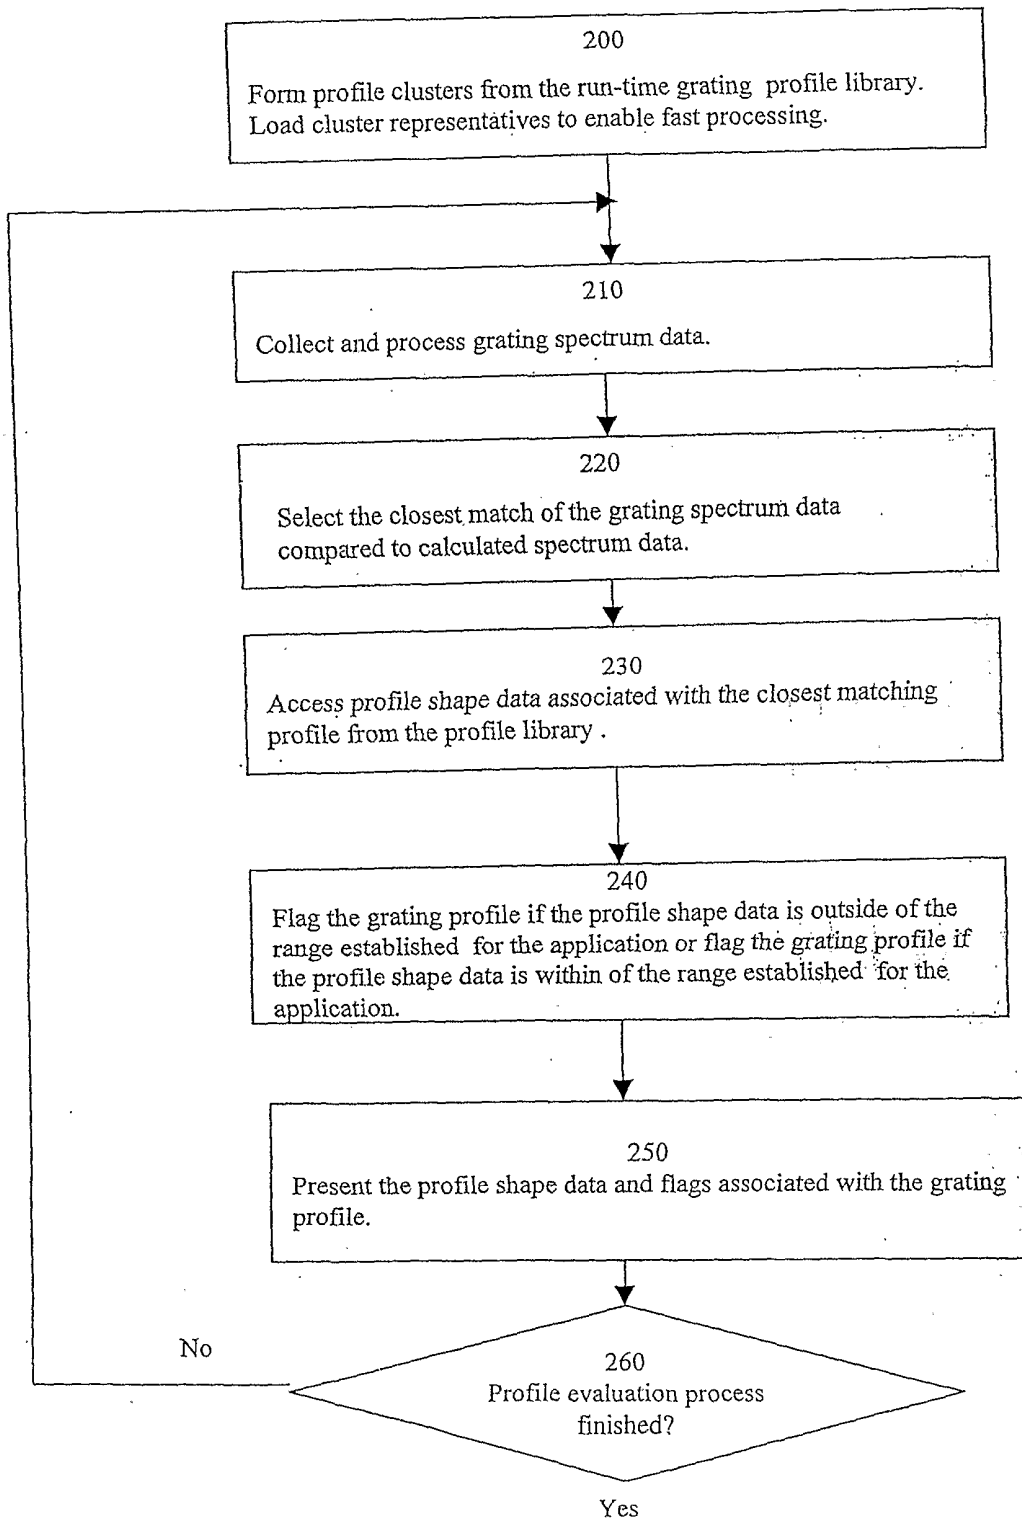 200
Form profile clusters from the run-time grating profile library.
Load cluster representatives to enable fast processing.
210
Collect and process grating spectrum data.
220
Select the closest match of the grating spectrum data
compared to calculated spectrum data.
230
Access profile shape data associated with the closest matching
profile from the profile library .
240
Flag the grating profile if the profile shape data is outside of the
range established for the application or flag the grating profile if
the profile shape data is within of the range established for the
application.
250
Present the profile shape data and flags associated with the grating
profile.
No
260
Profile evaluation process
finished?
Yes